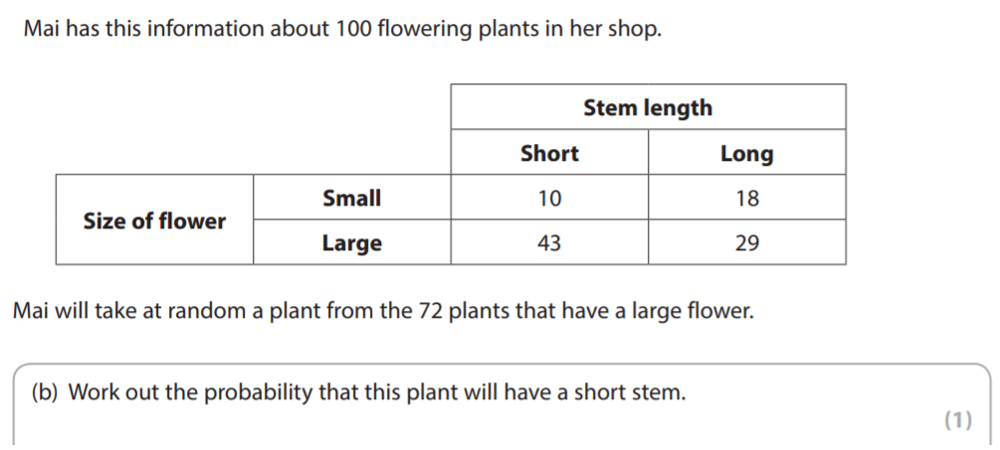 Mai has this information about 100 flowering plants in her shop.
Stem length
Short Long
Size of flower Small 10 18
Large 43 29
Mai will take at random a plant from the 72 plants that have a large flower.
(b) Work out the probability that this plant will have a short stem.
(1)